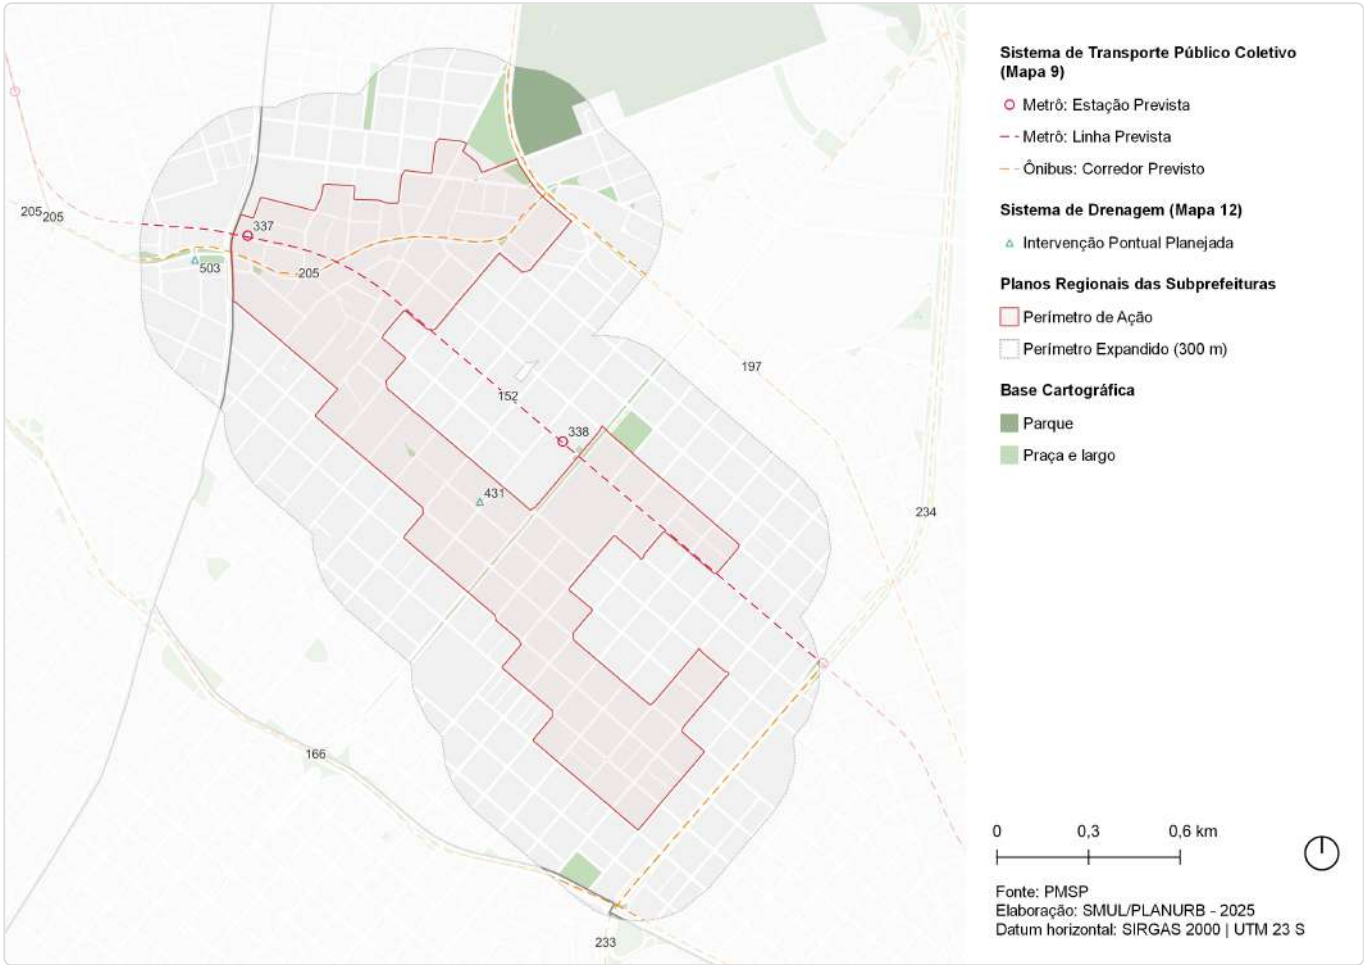 205
205
337
503
205
197
152
338
431
234
166
233
Sistema de Transporte Público Coletivo
(Mapa 9)
Metrô: Estação Prevista
Metrô: Linha Prevista
Ônibus: Corredor Previsto
Sistema de Drenagem (Mapa 12)
Intervenção Pontual Planejada
Planos Regionais das Subprefeituras
Perímetro de Ação
Perímetro Expandido (300 m)
Base Cartográfica
Parque
Praça e largo
0 0,3 0,6 km
Fonte: PMSP
Elaboração: SMUL/PLANURB - 2025
Datum horizontal: SIRGAS 2000 | UTM 23 S